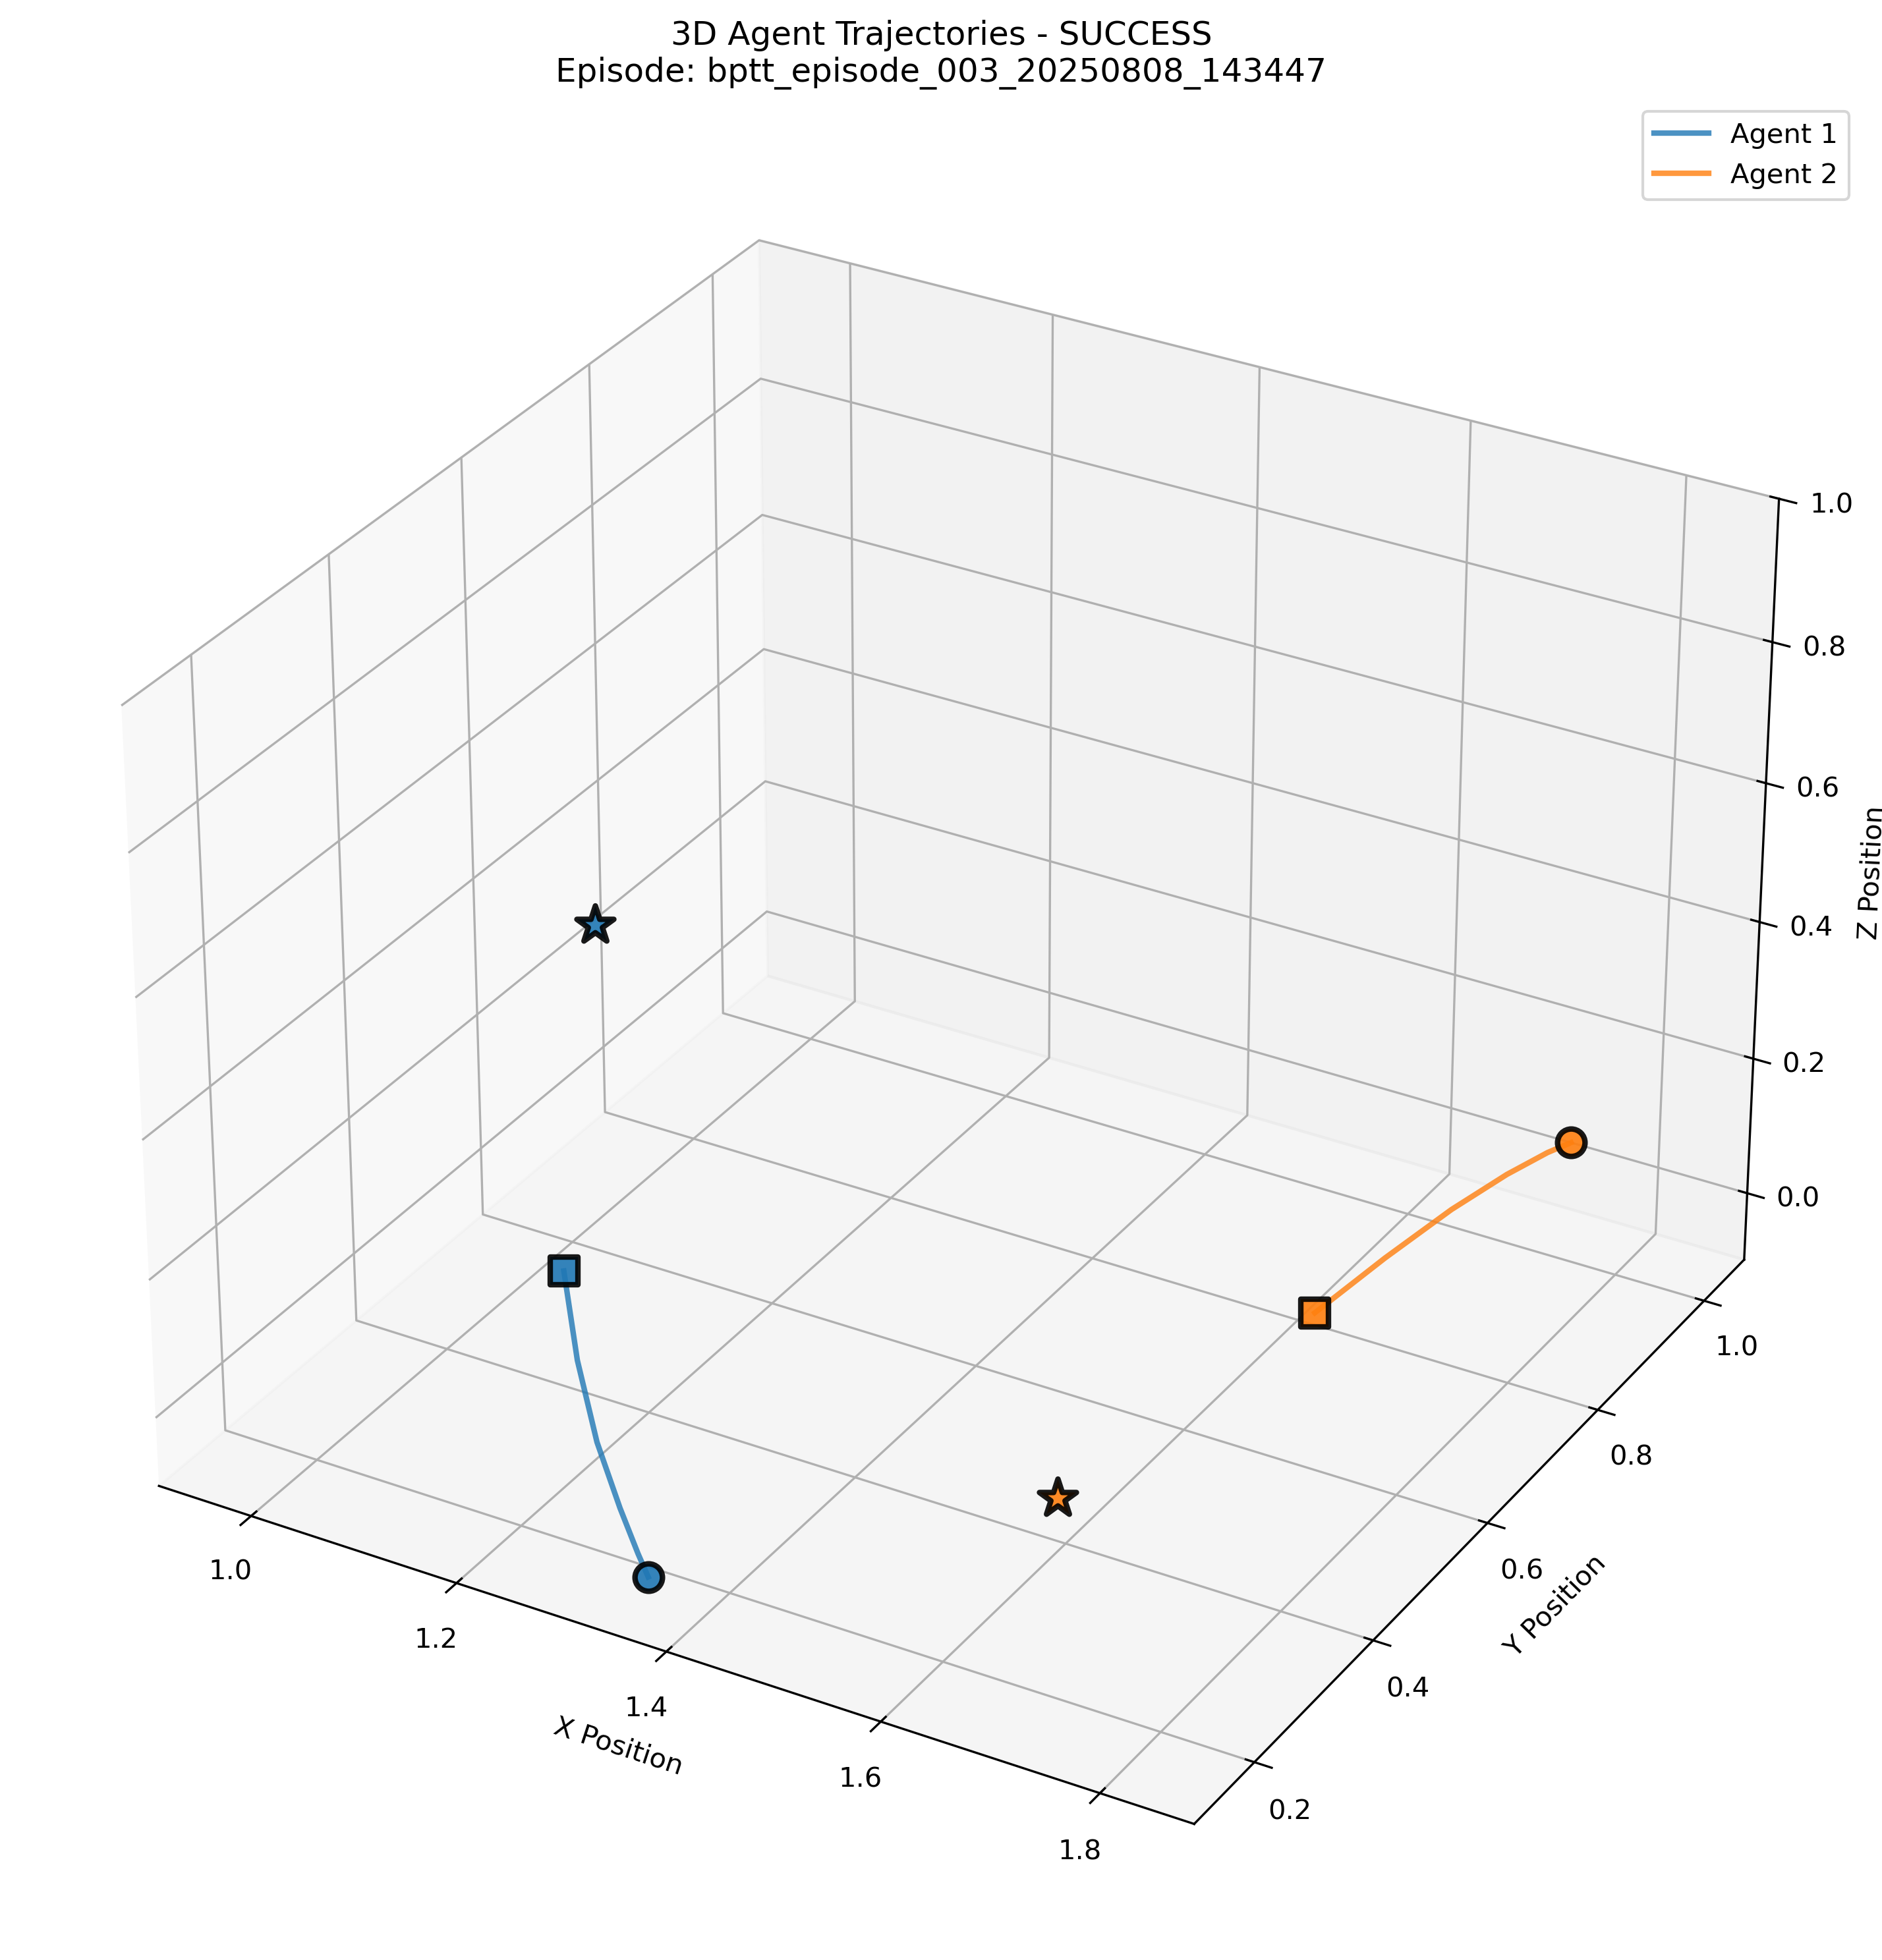 3D Agent Trajectories - SUCCESS
Episode: bptt_episode_003_20250808_143447
Agent 1
Agent 2
1.0
0.8
0.6
0.4
0.2
0.0
Z Position
1.0
0.8
0.6
0.4
0.2
Y Position
1.0
1.2
1.4
1.6
1.8
X Position